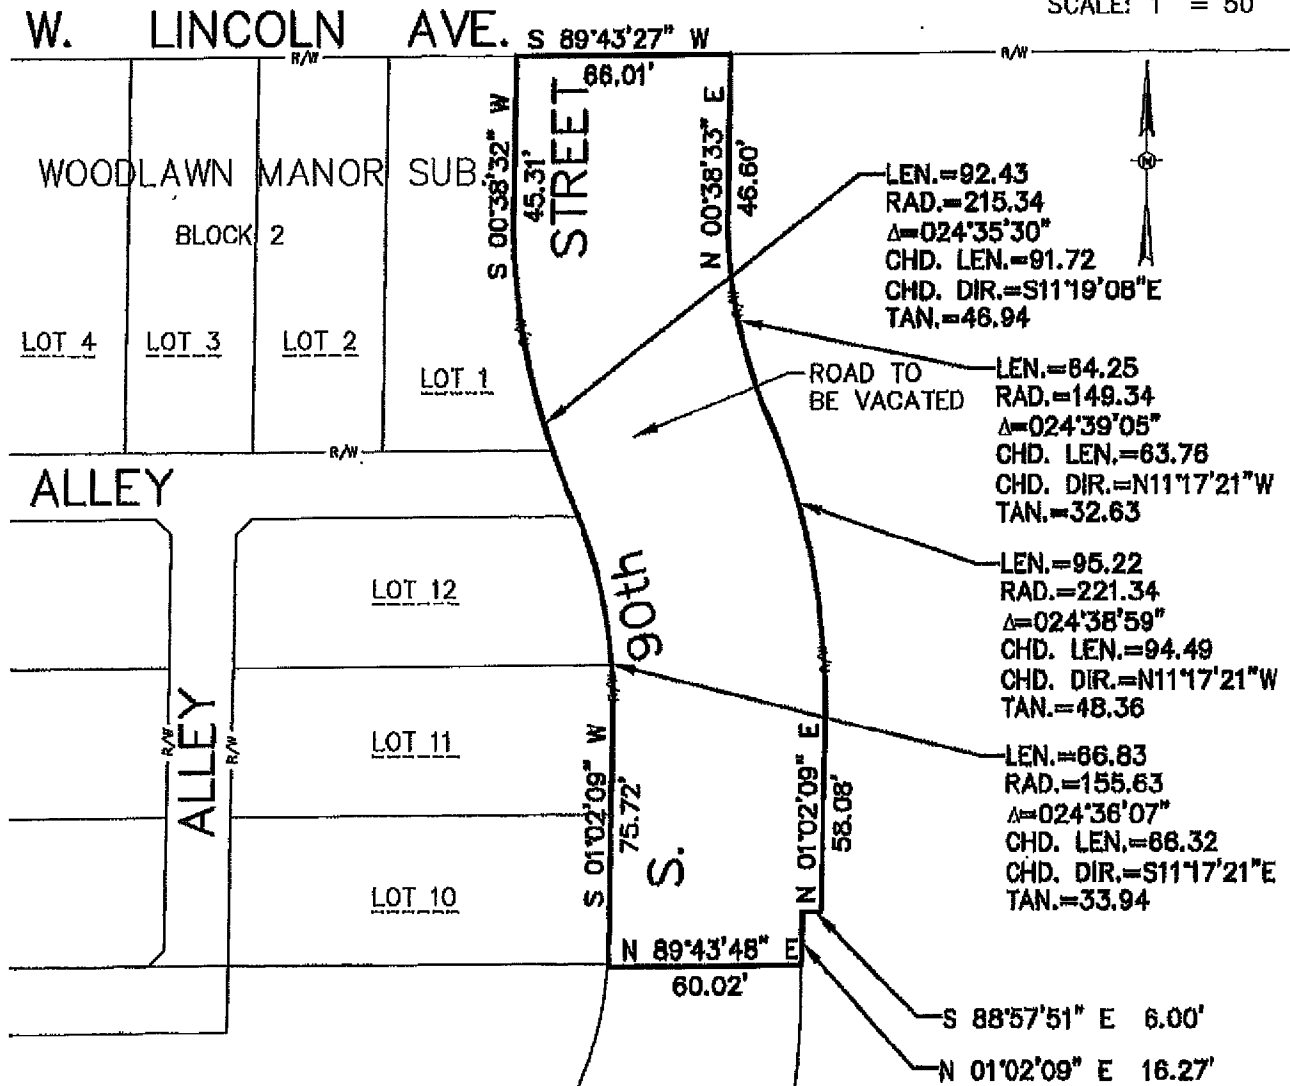 SCALE: 1" = 50'
W. LINCOLN AVE.
S 89°43'27" W
66.01'
R/W
R/W
S 00°38'32" W
45.31'
STREET
N 00°38'33" E
46.60'
N
WOODLAWN MANOR SUB.
BLOCK 2
LOT 4
LOT 3
LOT 2
LOT 1
LEN.=92.43
RAD.=215.34
Δ=024°35'30"
CHD. LEN.=91.72
CHD. DIR.=S11°19'08"E
TAN.=46.94
ROAD TO
BE VACATED
LEN.=64.25
RAD.=149.34
Δ=024°39'05"
CHD. LEN.=63.76
CHD. DIR.=N11°17'21"W
TAN.=32.63
R/W
R/W
R/W
ALLEY
LEN.=95.22
RAD.=221.34
Δ=024°38'59"
CHD. LEN.=94.49
CHD. DIR.=N11°17'21"W
TAN.=48.36
LOT 12
90th
R/W
R/W
LEN.=66.83
RAD.=155.63
Δ=024°36'07"
CHD. LEN.=66.32
CHD. DIR.=S11°17'21"E
TAN.=33.94
R/W
ALLEY
R/W
LOT 11
S 01°02'09" W
75.72'
N 01°02'09" E
58.08'
S.
LOT 10
N 89°43'48" E
60.02'
S 88°57'51" E 6.00'
N 01°02'09" E 16.27'